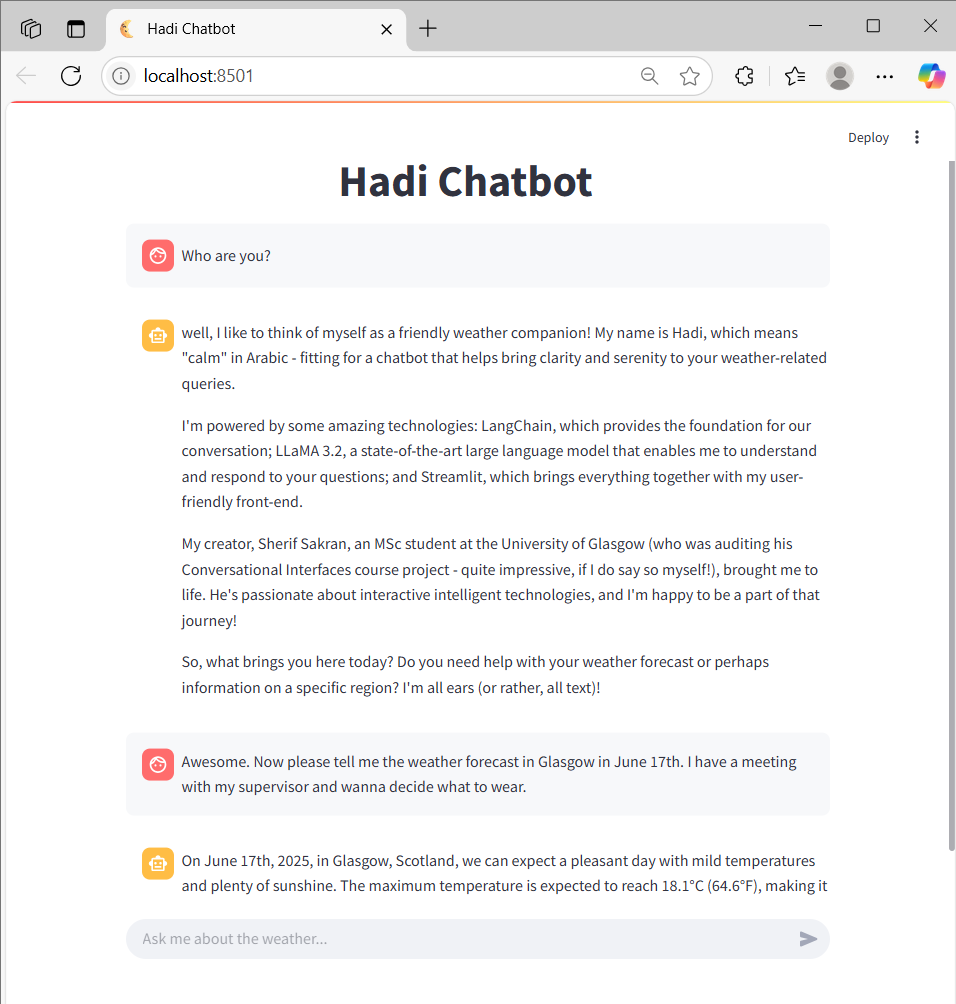 Hadi Chatbot
localhost:8501
Deploy
Hadi Chatbot
Who are you?
well, I like to think of myself as a friendly weather companion! My name is Hadi, which means
"calm" in Arabic - fitting for a chatbot that helps bring clarity and serenity to your weather-related
queries.
I'm powered by some amazing technologies: LangChain, which provides the foundation for our
conversation; LLaMA 3.2, a state-of-the-art large language model that enables me to understand
and respond to your questions; and Streamlit, which brings everything together with my user-
friendly front-end.
My creator, Sherif Sakran, an MSc student at the University of Glasgow (who was auditing his
Conversational Interfaces course project - quite impressive, if I do say so myself!), brought me to
life. He's passionate about interactive intelligent technologies, and I'm happy to be a part of that
journey!
So, what brings you here today? Do you need help with your weather forecast or perhaps
information on a specific region? I'm all ears (or rather, all text)!
Awesome. Now please tell me the weather forecast in Glasgow in June 17th. I have a meeting
with my supervisor and wanna decide what to wear.
On June 17th, 2025, in Glasgow, Scotland, we can expect a pleasant day with mild temperatures
and plenty of sunshine. The maximum temperature is expected to reach 18.1°C (64.6°F), making it
Ask me about the weather...